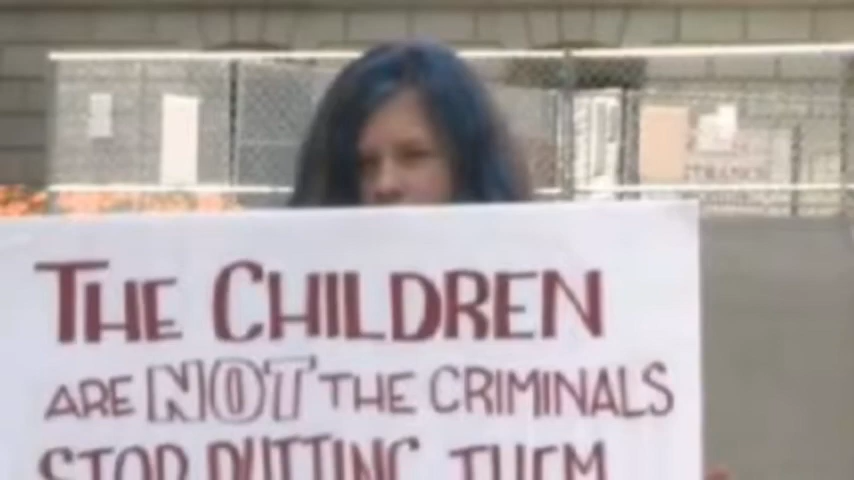 THE CHILDREN
ARE NOT THE CRIMINALS
STOP PUTTING THEM